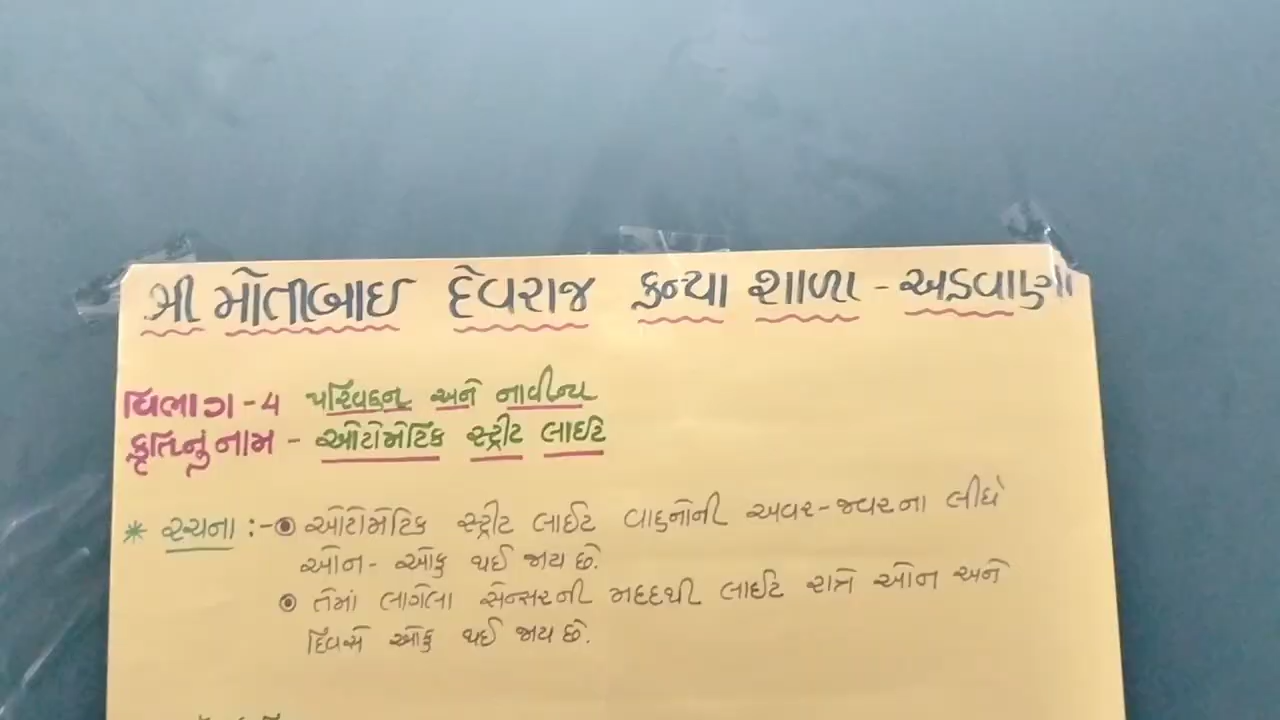 શ્રી મોતીબાઇ દેવરાજ કન્યા શાળા - અડવાણા
વિભાગ - 4 પરિવહન અને નાવીન્ય
કૃતિનું નામ - ઓટોમેટિક સ્ટ્રીટ લાઈટ
* રચના :- ઓટોમેટિક સ્ટ્રીટ લાઈટ વાહનોની અવર-જવરના લીધે
ઓન - ઓફ થઈ જાય છે.
તેમાં લાગેલા સેન્સરની મદદથી લાઈટ રાત્રે ઓન અને
દિવસે ઓફ થઈ જાય છે.